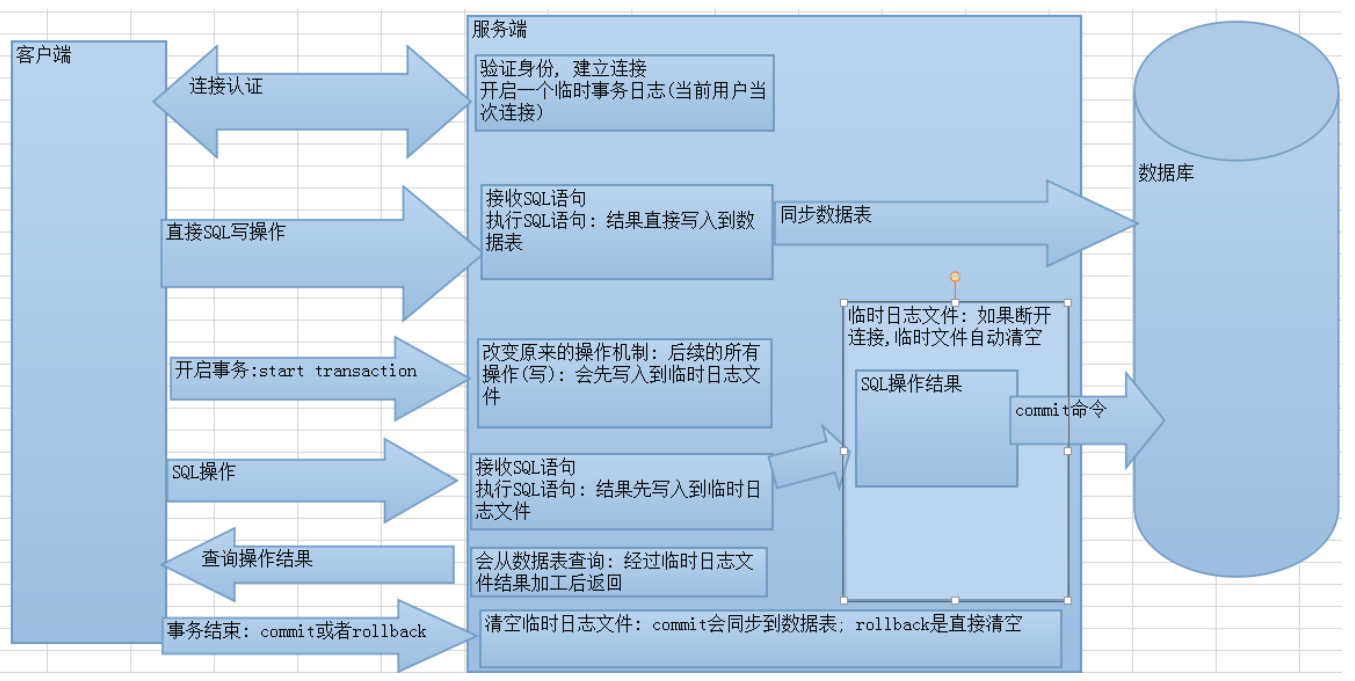 客户端
服务端
连接认证
验证身份, 建立连接
开启一个临时事务日志(当前用户当
次连接)
数据库
直接SQL写操作
接收SQL语句
执行SQL语句: 结果直接写入到数
据表
同步数据表
开启事务:start transaction
改变原来的操作机制: 后续的所有
操作(写): 会先写入到临时日志文
件
临时日志文件: 如果断开
连接,临时文件自动清空
SQL操作结果
commit命令
SQL操作
接收SQL语句
执行SQL语句: 结果先写入到临时日
志文件
查询操作结果
会从数据表查询: 经过临时日志文
件结果加工后返回
事务结束: commit或者rollback
清空临时日志文件: commit会同步到数据表; rollback是直接清空